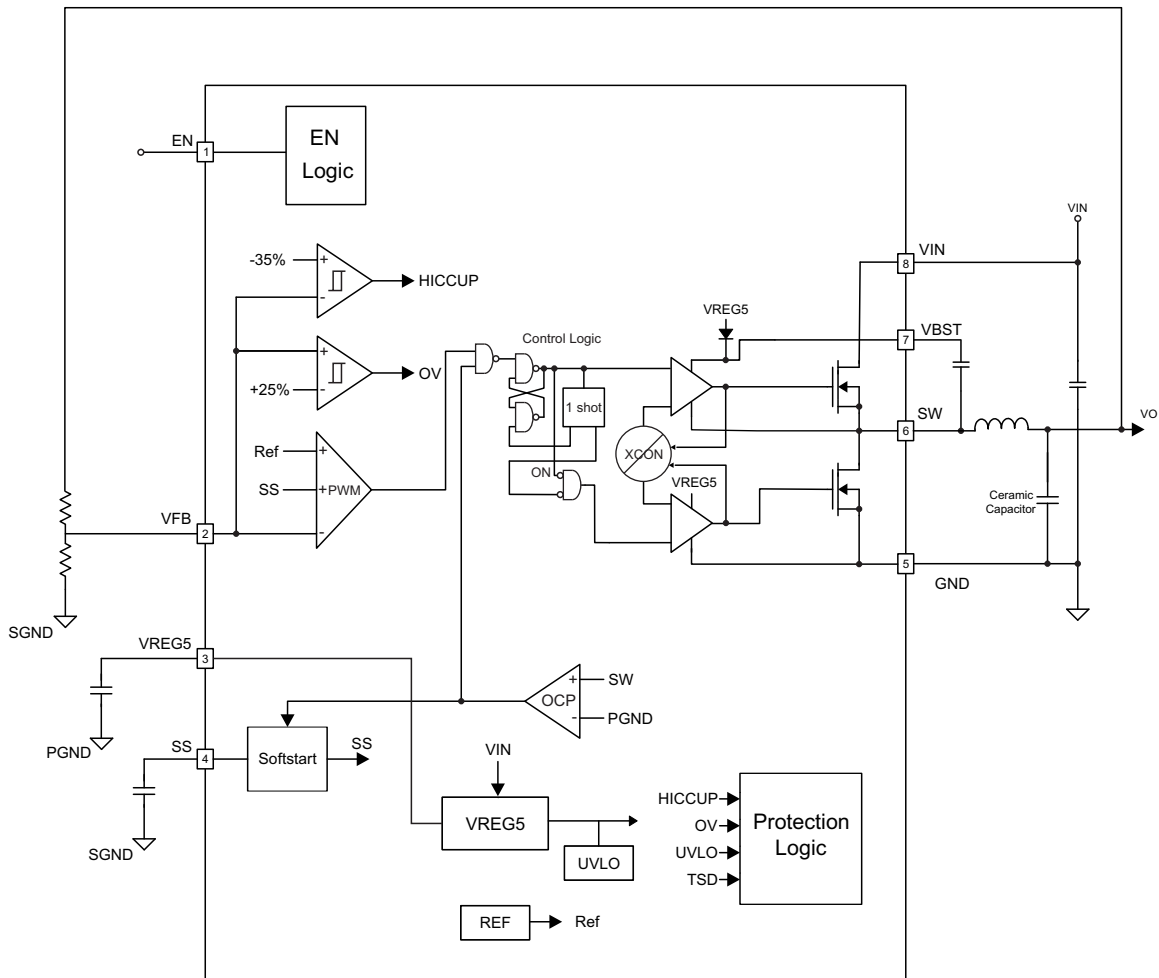 EN
1
EN
Logic
VIN
-35%
+
-
HICCUP
VIN
8
VREG5
VBST
7
Control Logic
+
-
+25%
OV
1 shot
SW
6
VO
Ref
SS
+
+
-
PWM
XCON
ON
VREG5
Ceramic
Capacitor
VFB
2
5
GND
SGND
VREG5
3
OCP
+
-
SW
PGND
PGND
SS
4
Softstart
SS
VIN
SGND
VREG5
UVLO
HICCUP
OV
UVLO
TSD
Protection
Logic
REF
Ref